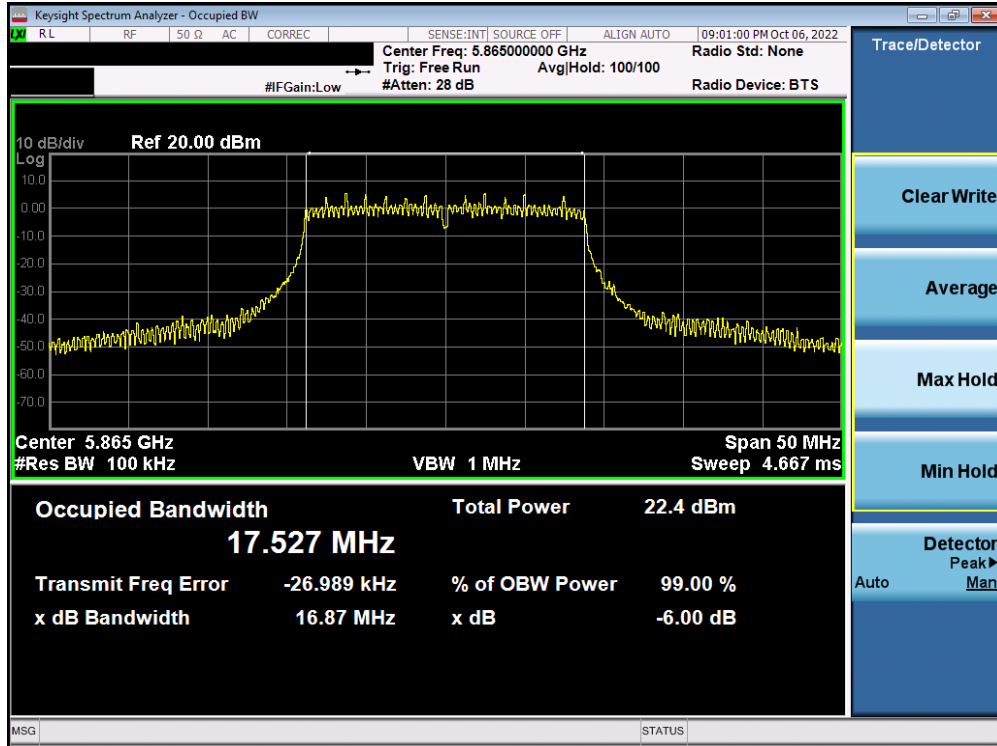 Keysight Spectrum Analyzer - Occupied BW
LXI RL RF 50 Ω AC CORREC SENSE:INT SOURCE OFF ALIGN AUTO 09:01:00 PM Oct 06, 2022
Center Freq: 5.865000000 GHz Radio Std: None
Trig: Free Run Avg|Hold: 100/100
#IFGain:Low #Atten: 28 dB Radio Device: BTS
10 dB/div Ref 20.00 dBm
Log
10.0
0.00
-10.0
-20.0
-30.0
-40.0
-50.0
-60.0
-70.0
Center 5.865 GHz Span 50 MHz
#Res BW 100 kHz VBW 1 MHz Sweep 4.667 ms
Occupied Bandwidth Total Power 22.4 dBm
17.527 MHz
Transmit Freq Error -26.989 kHz % of OBW Power 99.00 %
x dB Bandwidth 16.87 MHz x dB -6.00 dB
Trace/Detector
Clear Write
Average
Max Hold
Min Hold
Detector
Peak▶
Auto Man
MSG STATUS